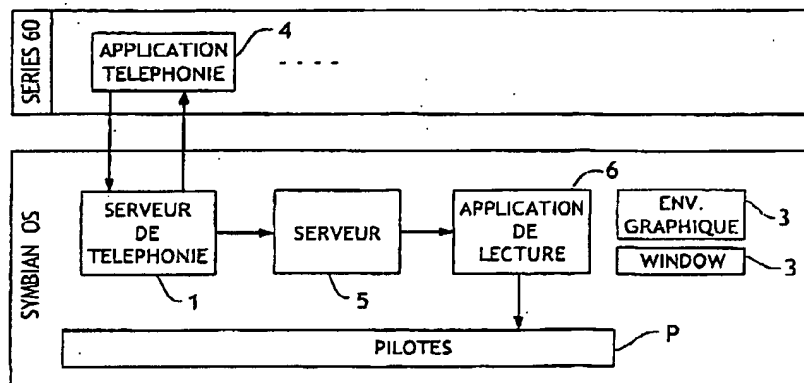 SERIES 60
APPLICATION
TELEPHONIE
4
SYMBIAN OS
SERVEUR
DE
TELEPHONIE
1
SERVEUR
5
APPLICATION
DE
LECTURE
6
ENV.
GRAPHIQUE
3
WINDOW
3
PILOTES
P